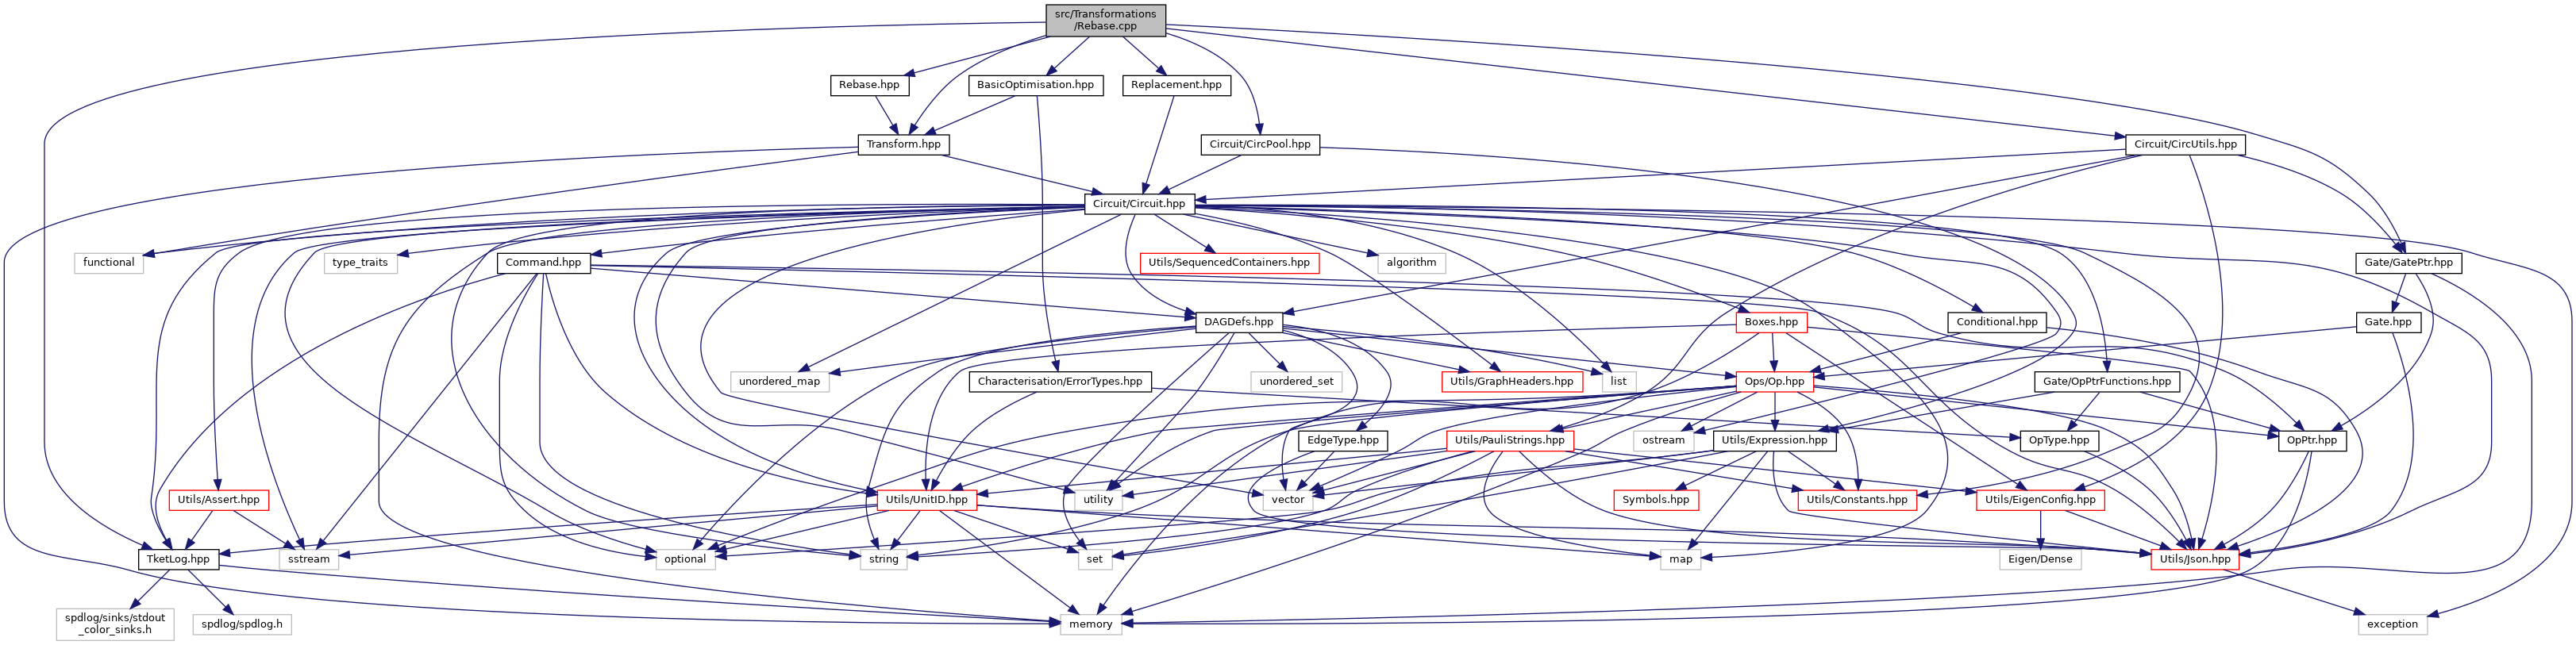 src/Transformations
/Rebase.cpp
Rebase.hpp
BasicOptimisation.hpp
Replacement.hpp
Transform.hpp
Circuit/CircPool.hpp
Circuit/CircUtils.hpp
Circuit/Circuit.hpp
functional
type_traits
Command.hpp
Utils/SequencedContainers.hpp
algorithm
Gate/GatePtr.hpp
DAGDefs.hpp
Boxes.hpp
Conditional.hpp
Gate.hpp
unordered_map
Characterisation/ErrorTypes.hpp
unordered_set
Utils/GraphHeaders.hpp
list
Ops/Op.hpp
Gate/OpPtrFunctions.hpp
EdgeType.hpp
Utils/PauliStrings.hpp
ostream
Utils/Expression.hpp
OpType.hpp
OpPtr.hpp
Utils/Assert.hpp
Utils/UnitID.hpp
utility
vector
Symbols.hpp
Utils/Constants.hpp
Utils/EigenConfig.hpp
TketLog.hpp
sstream
optional
string
set
map
Eigen/Dense
Utils/Json.hpp
spdlog/sinks/stdout
_color_sinks.h
spdlog/spdlog.h
memory
exception